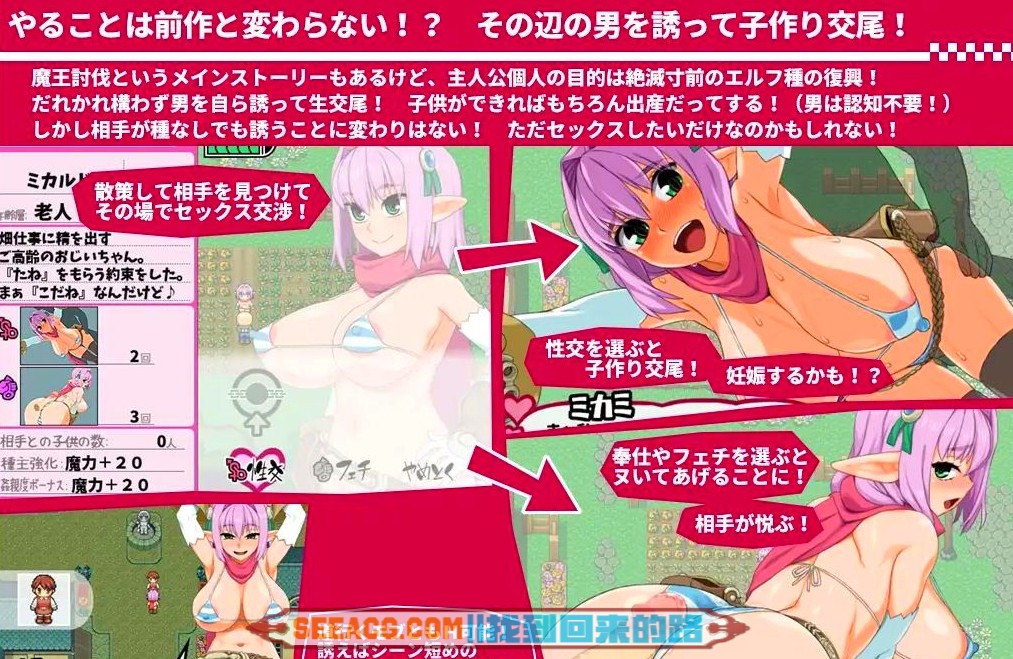 やることは前作と変わらない！？　その辺の男を誘って子作り交尾！
魔王討伐というメインストーリーもあるけど、主人公個人の目的は絶滅寸前のエルフ種の復興！
だれかれ構わず男を自ら誘って生交尾！　子供ができればもちろん出産だってする！（男は認知不要！）
しかし相手が種なしでも誘うことに変わりはない！　ただセックスしたいだけなのかもしれない！
散策して相手を見つけて
その場でセックス交渉！
ミカルド
年齢層: 老人
畑仕事に精を出す
ご高齢のおじいちゃん。
『たね』をもらう約束をした。
まぁ『こだね』なんだけど♪
2回
3回
相手との子供の数: 0人
種主強化: 魔力＋２０
親度ボーナス: 魔力＋２０
性交
フェチ
やめとく
性交を選ぶと
子作り交尾！
妊娠するかも！？
ミカミ
奉仕やフェチを選ぶと
ヌいてあげることに！
相手が悦ぶ！
誘えばシーン短めの
SEEACG.COM||找到回来的路